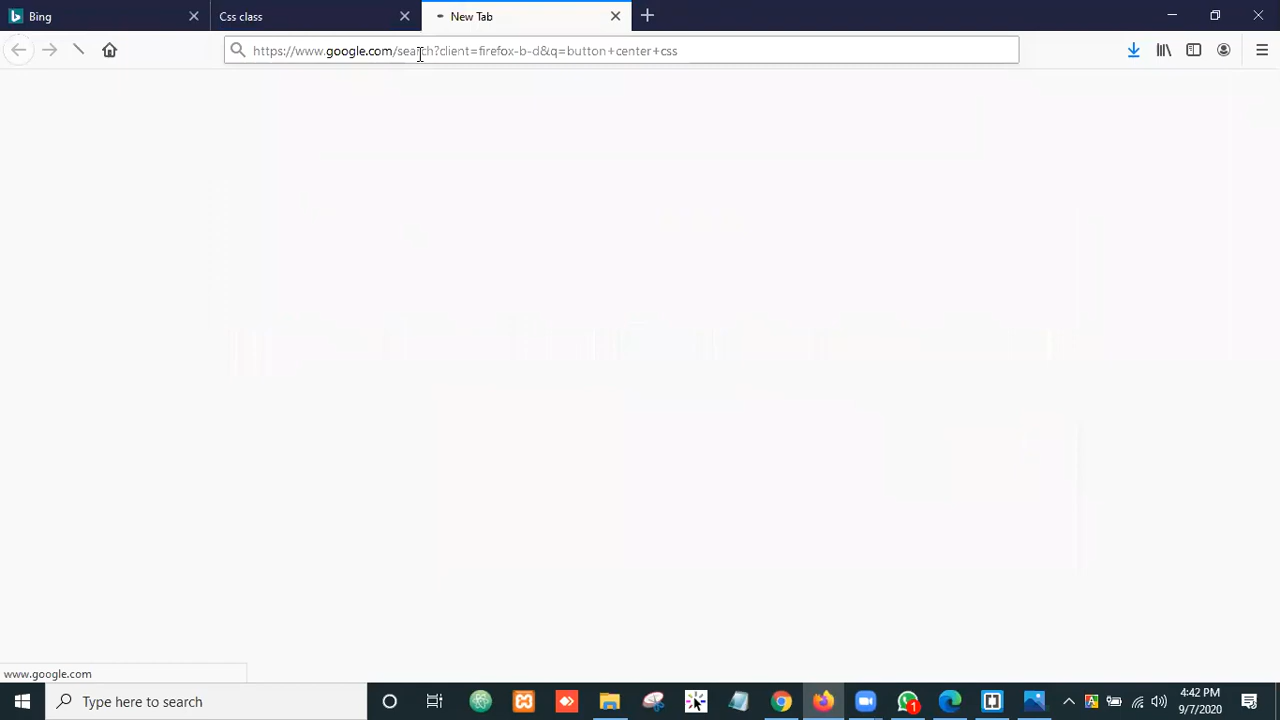 Bing
Css class
New Tab
https://www.google.com/search?client=firefox-b-d&q=button+center+css
www.google.com
Type here to search
1
4:42 PM
9/7/2020